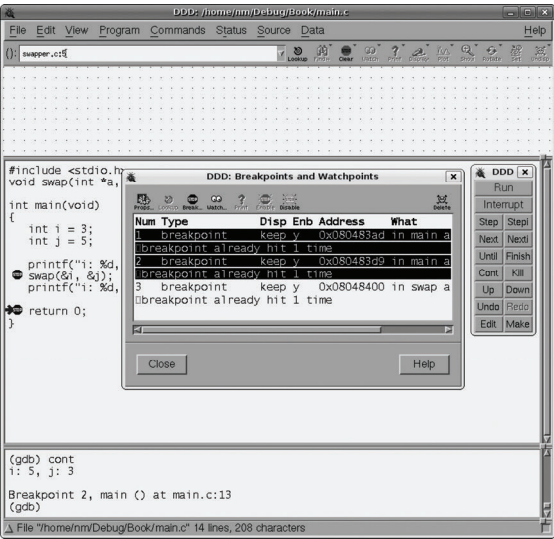 DDD: /home/nm/Debug/Book/main.c
File Edit View Program Commands Status Source Data Help
(): swapper.c:5
Lookup Find» Clear Watch Print Display Plot Show Rotate Set Undisp
#include <stdio.h>
void swap(int *a,
int main(void)
{
int i = 3;
int j = 5;
printf("i: %d,
swap(&i, &j);
printf("i: %d,
return 0;
}
DDD: Breakpoints and Watchpoints
Props... Lookup Break... Watch... Print Enable Disable Delete
Num Type Disp Enb Address What
1 breakpoint keep y 0x080483ad in main a
breakpoint already hit 1 time
2 breakpoint keep y 0x080483d9 in main a
breakpoint already hit 1 time
3 breakpoint keep y 0x08048400 in swap a
breakpoint already hit 1 time
Close Help
DDD
Run
Interrupt
Step Stepi
Next Nexti
Until Finish
Cont Kill
Up Down
Undo Redo
Edit Make
(gdb) cont
i: 5, j: 3
Breakpoint 2, main () at main.c:13
(gdb)
File "/home/nm/Debug/Book/main.c" 14 lines, 208 characters